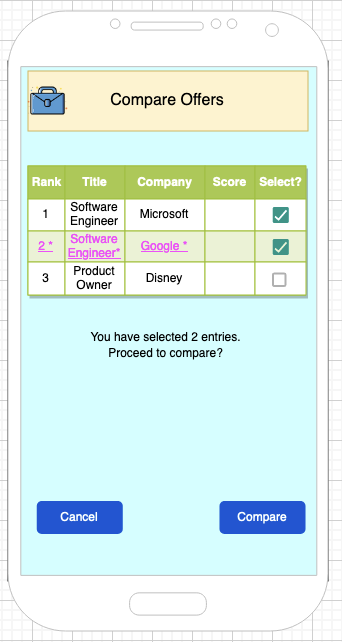 Compare Offers
Rank Title Company Score Select?
1 Software Engineer Microsoft
2 * Software Engineer* Google *
3 Product Owner Disney
You have selected 2 entries.
Proceed to compare?
Cancel Compare